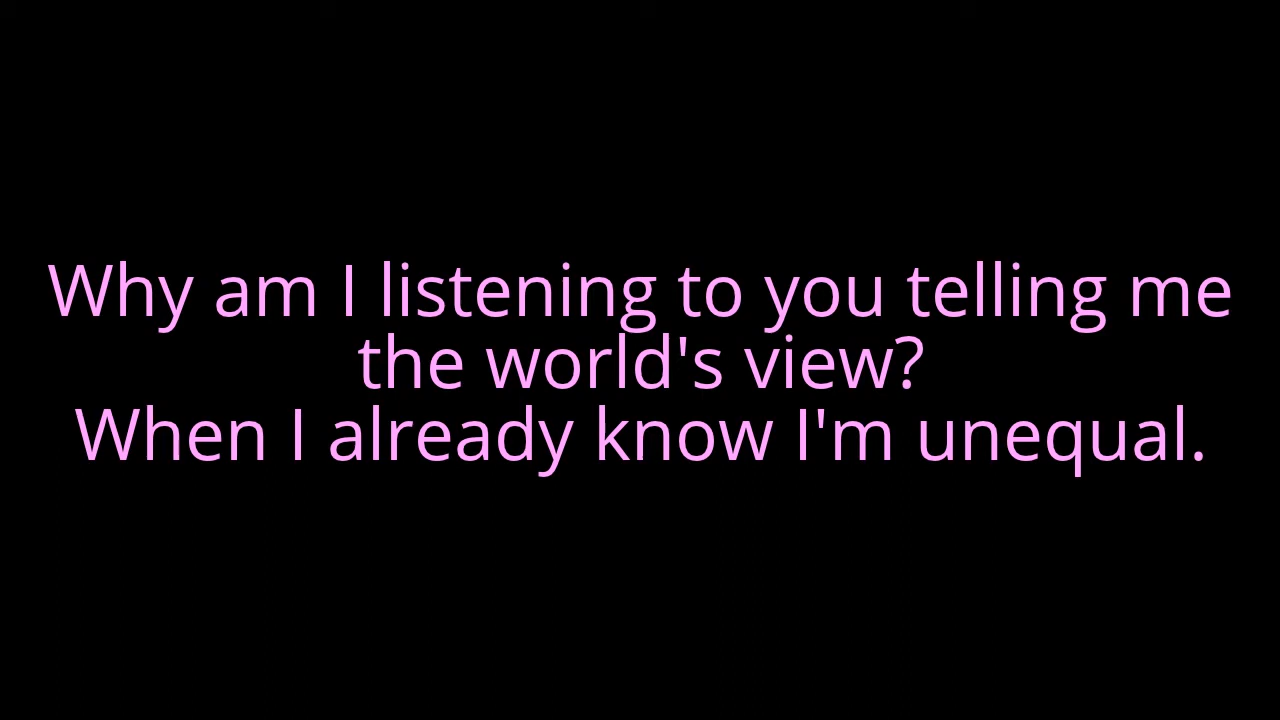 Why am I listening to you telling me
the world's view?
When I already know I'm unequal.